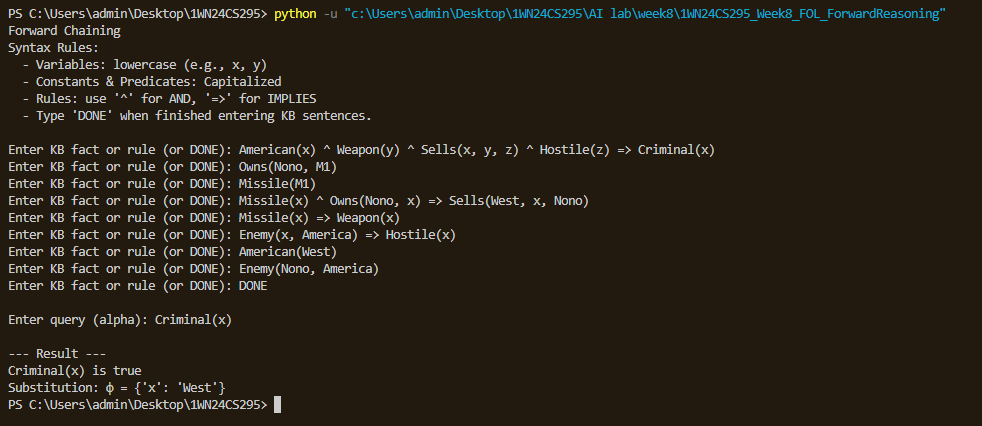 PS C:\Users\admin\Desktop\1WN24CS295> python -u "c:\Users\admin\Desktop\1WN24CS295\AI lab\week8\1WN24CS295_Week8_FOL_ForwardReasoning"
Forward Chaining
Syntax Rules:
  - Variables: lowercase (e.g., x, y)
  - Constants & Predicates: Capitalized
  - Rules: use '^' for AND, '=>' for IMPLIES
  - Type 'DONE' when finished entering KB sentences.

Enter KB fact or rule (or DONE): American(x) ^ Weapon(y) ^ Sells(x, y, z) ^ Hostile(z) => Criminal(x)
Enter KB fact or rule (or DONE): Owns(Nono, M1)
Enter KB fact or rule (or DONE): Missile(M1)
Enter KB fact or rule (or DONE): Missile(x) ^ Owns(Nono, x) => Sells(West, x, Nono)
Enter KB fact or rule (or DONE): Missile(x) => Weapon(x)
Enter KB fact or rule (or DONE): Enemy(x, America) => Hostile(x)
Enter KB fact or rule (or DONE): American(West)
Enter KB fact or rule (or DONE): Enemy(Nono, America)
Enter KB fact or rule (or DONE): DONE

Enter query (alpha): Criminal(x)

--- Result ---
Criminal(x) is true
Substitution: ϕ = {'x': 'West'}
PS C:\Users\admin\Desktop\1WN24CS295>